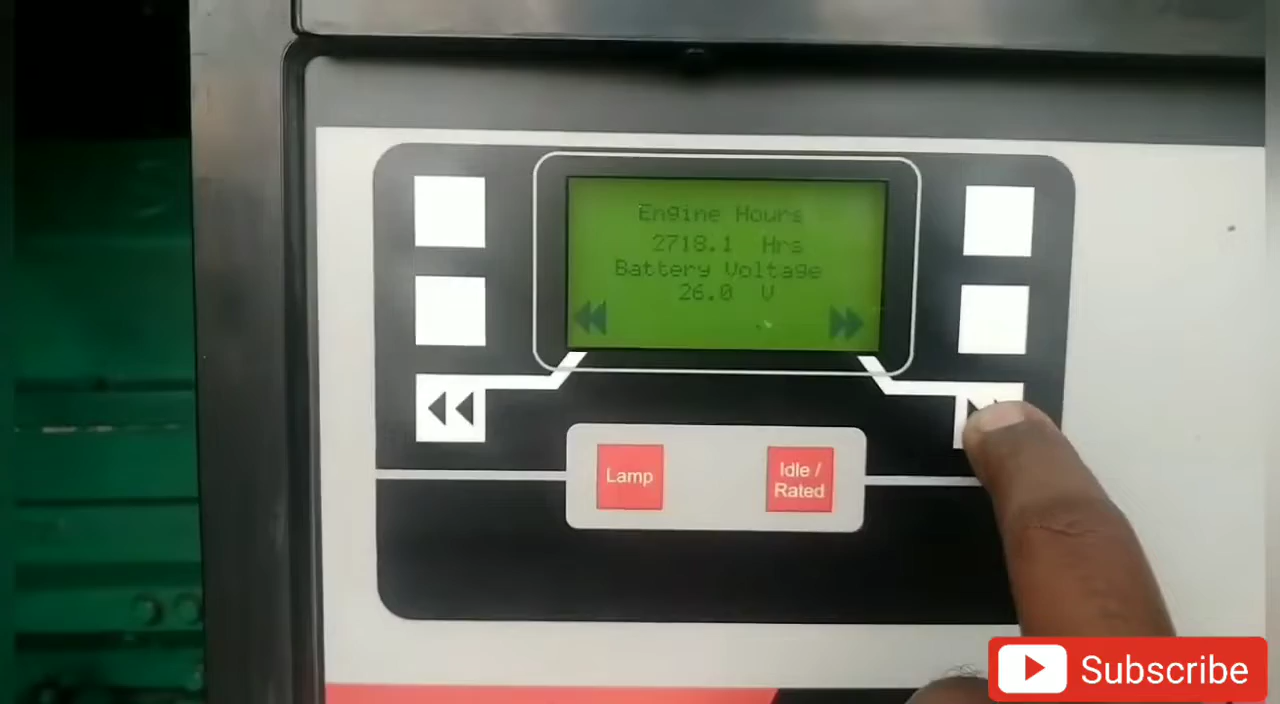 Engine Hours
2718.1 Hrs
Battery Voltage
26.0 V
Lamp
Idle /
Rated
Subscribe